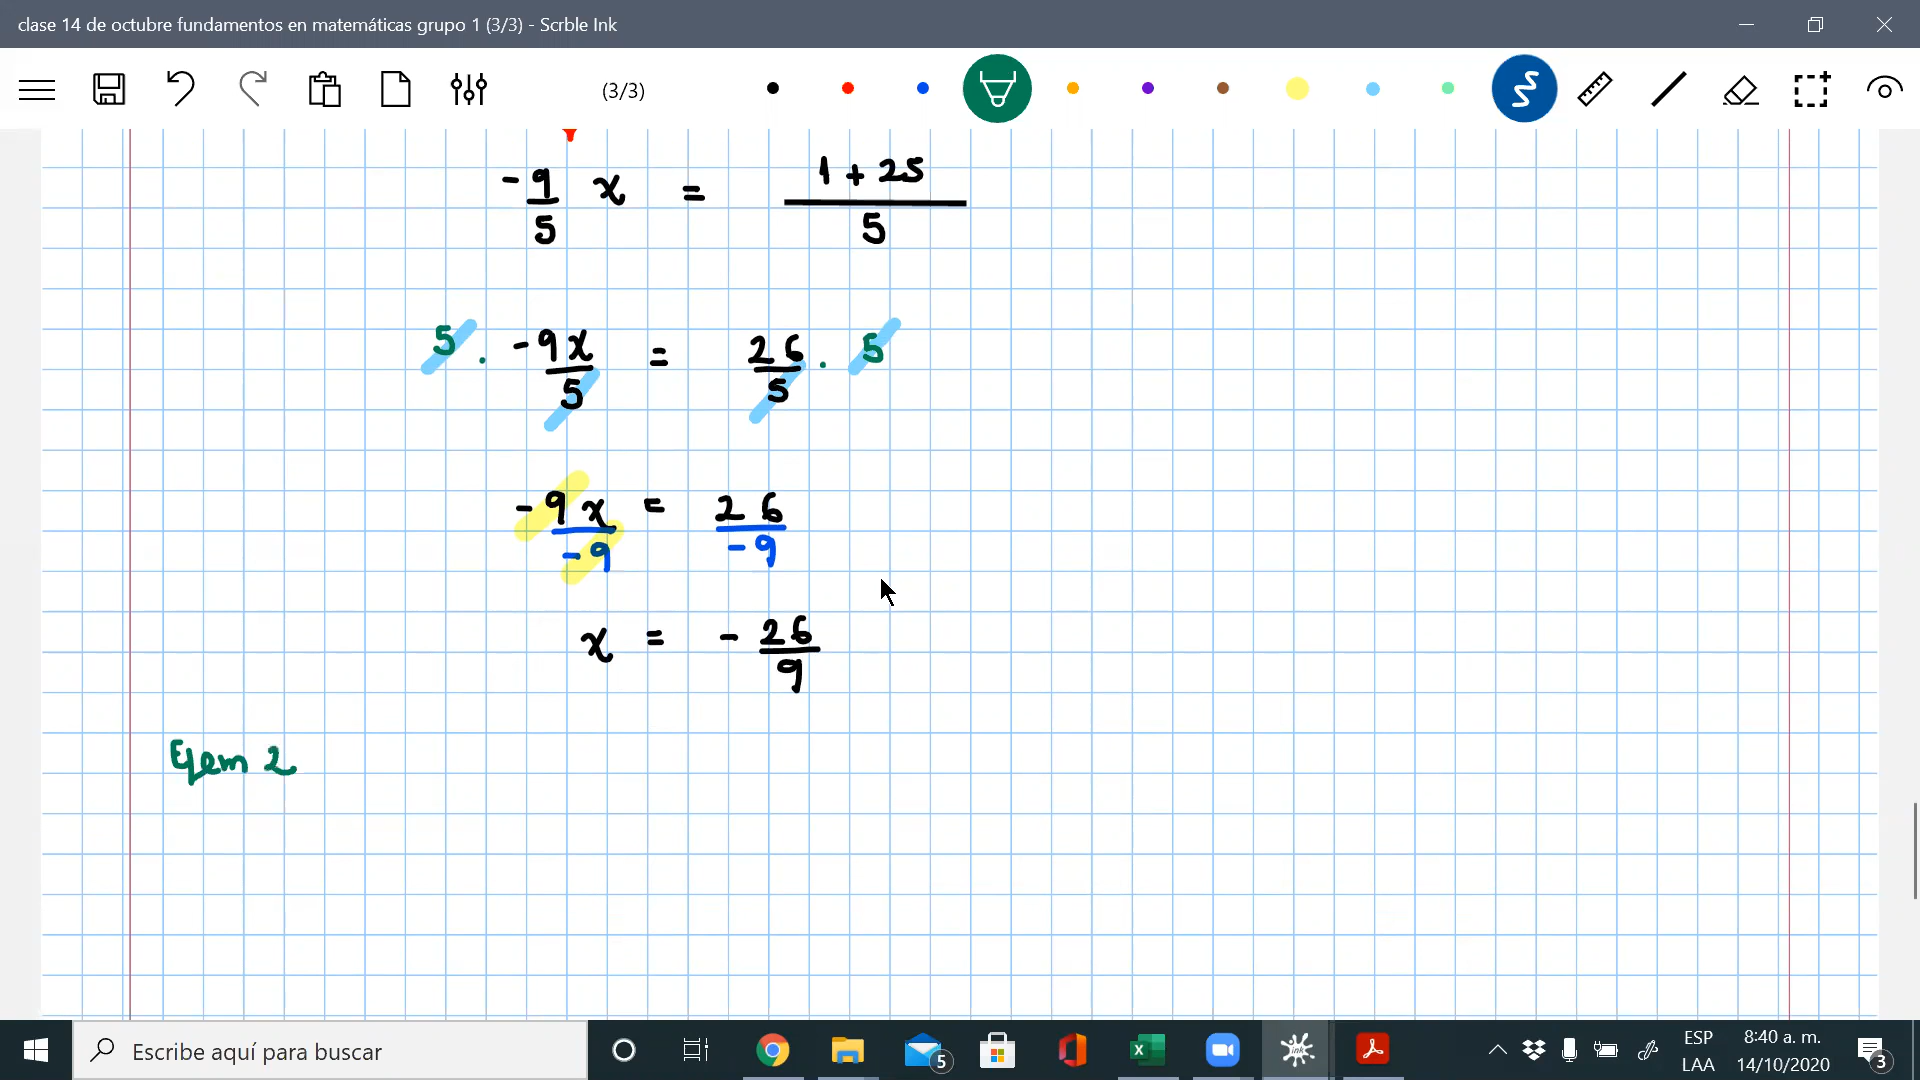 clase 14 de octubre fundamentos en matemáticas grupo 1 (3/3) - Scrble Ink
(3/3)
-9/5 x = (1 + 25)/5
5 · -9x/5 = 26/5 · 5
-9x/-9 = 26/-9
x = -26/9
Ejem 2
Escribe aquí para buscar
5
ESP
LAA
8:40 a. m.
14/10/2020
3